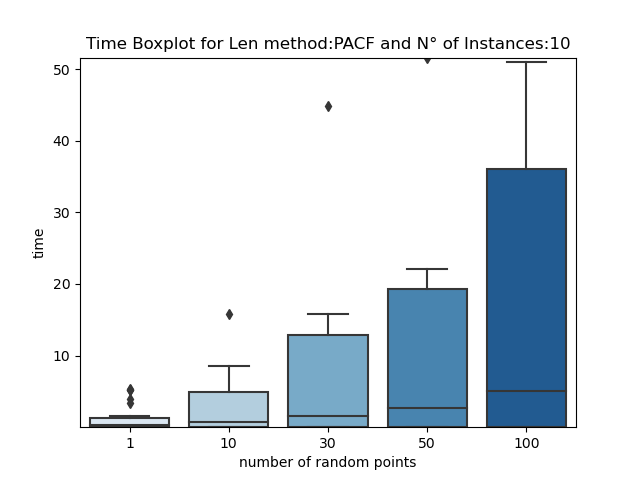 Time Boxplot for Len method:PACF and N° of Instances:10
50
40
30
20
10
time
1 10 30 50 100
number of random points